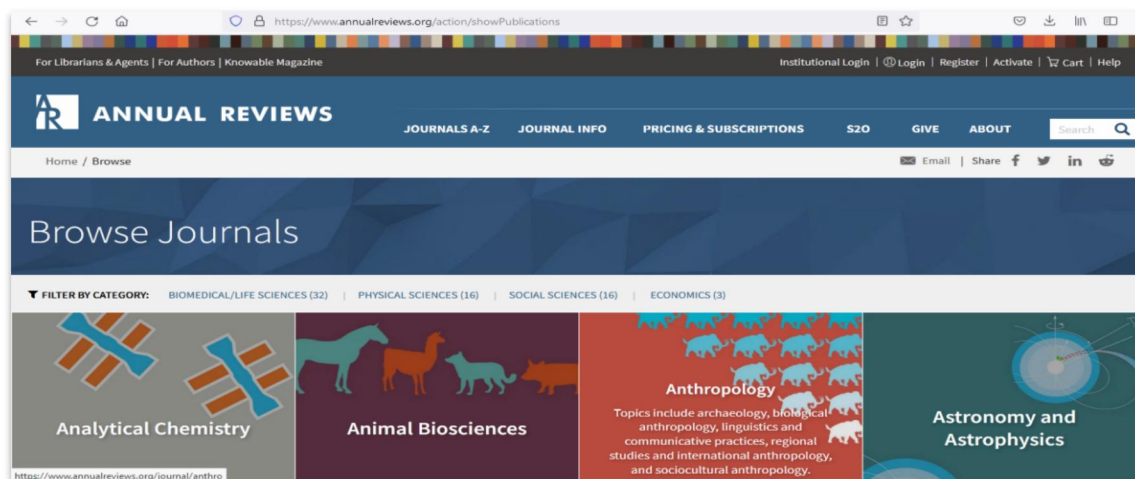 https://www.annualreviews.org/action/showPublications
For Librarians & Agents | For Authors | Knowable Magazine
Institutional Login | Login | Register | Activate | Cart | Help
AR ANNUAL REVIEWS
JOURNALS A-Z JOURNAL INFO PRICING & SUBSCRIPTIONS S2O GIVE ABOUT Search
Home / Browse
Email | Share
Browse Journals
FILTER BY CATEGORY: BIOMEDICAL/LIFE SCIENCES (32) | PHYSICAL SCIENCES (16) | SOCIAL SCIENCES (16) | ECONOMICS (3)
Analytical Chemistry
Animal Biosciences
Anthropology
Topics include archaeology, biological
anthropology, linguistics and
communicative practices, regional
studies and international anthropology,
and sociocultural anthropology.
Astronomy and
Astrophysics
https://www.annualreviews.org/journal/anthro